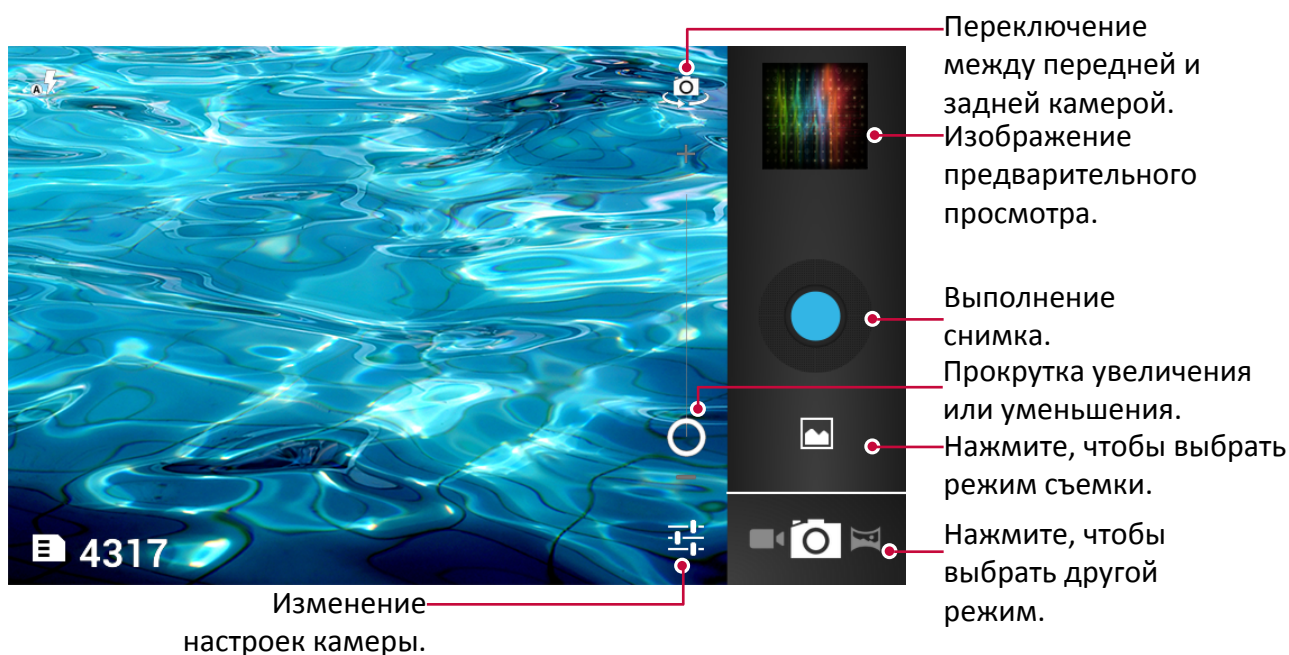 Переключение
между передней и
задней камерой.
Изображение
предварительного
просмотра.
Выполнение
снимка.
Прокрутка увеличения
или уменьшения.
Нажмите, чтобы выбрать
режим съемки.
Нажмите, чтобы
выбрать другой
режим.
A
4317
Изменение
настроек камеры.